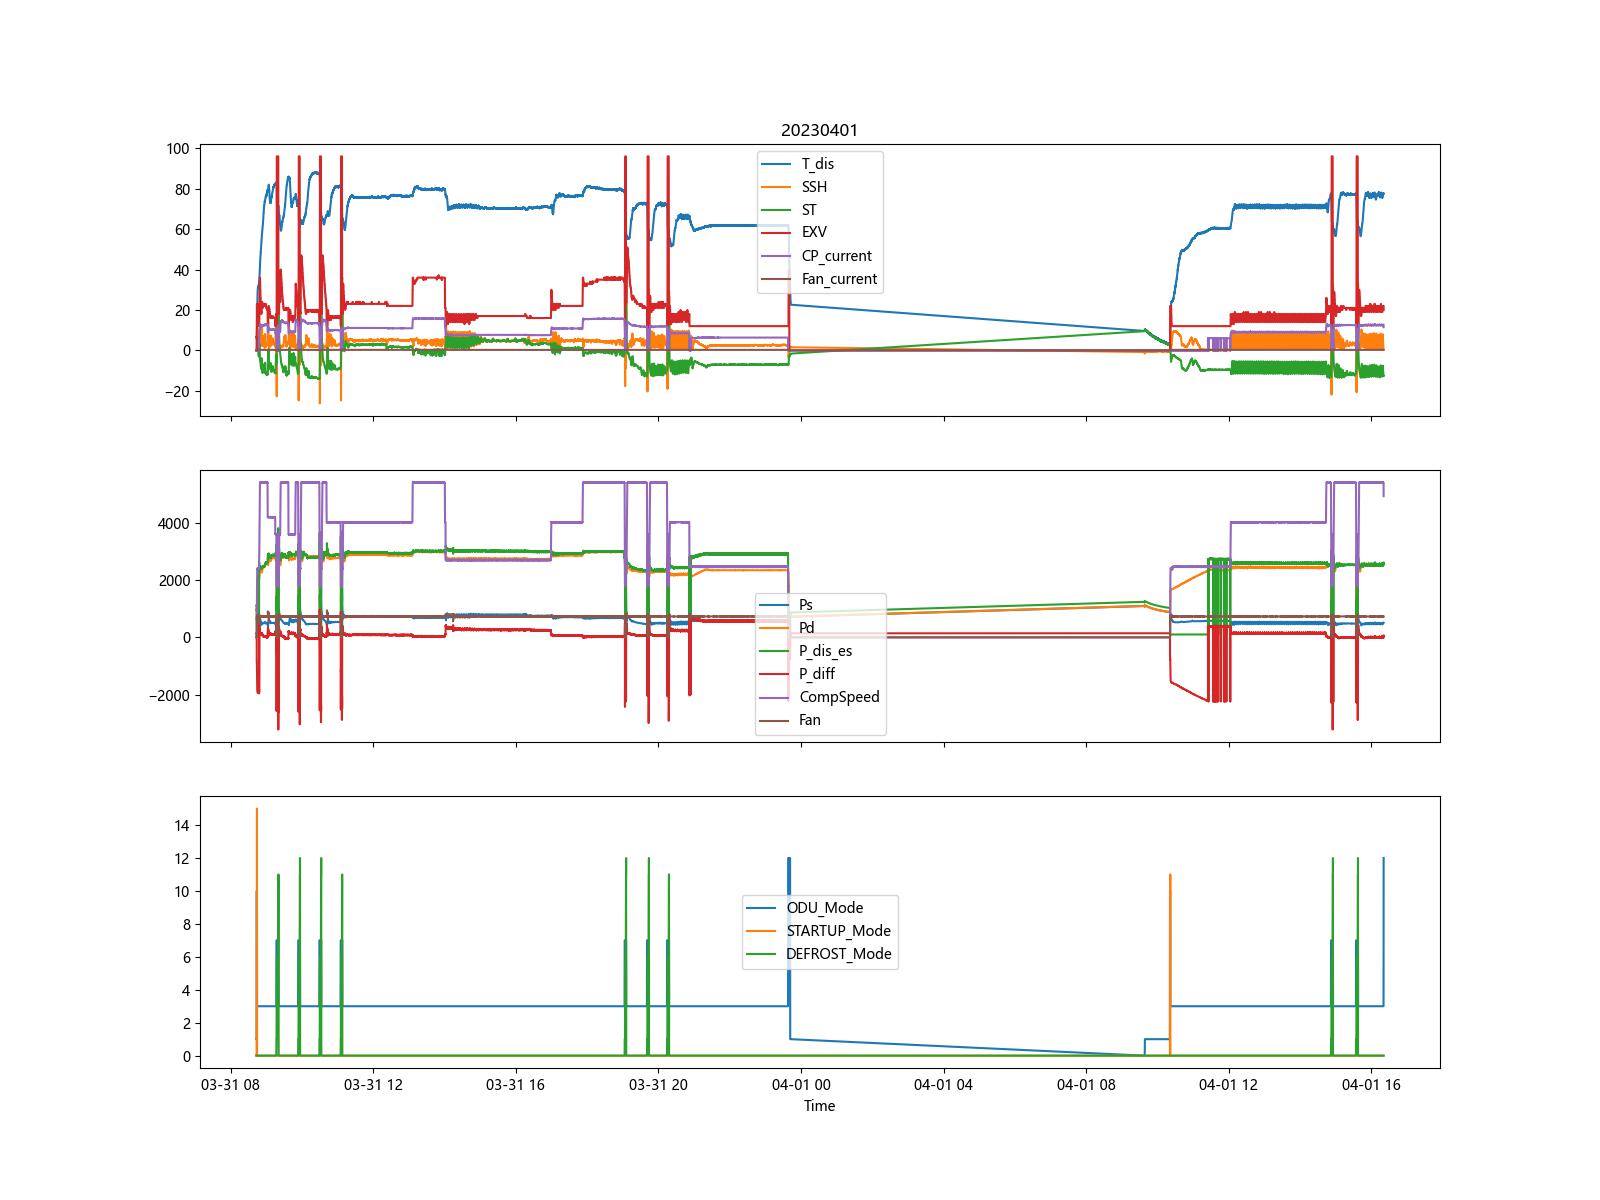 20230401
100
80
60
40
20
0
−20
T_dis
SSH
ST
EXV
CP_current
Fan_current
4000
2000
0
−2000
Ps
Pd
P_dis_es
P_diff
CompSpeed
Fan
14
12
10
8
6
4
2
0
ODU_Mode
STARTUP_Mode
DEFROST_Mode
03-31 08 03-31 12 03-31 16 03-31 20 04-01 00 04-01 04 04-01 08 04-01 12 04-01 16
Time